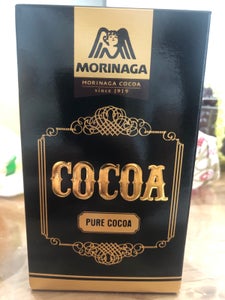 MORINAGA
MORINAGA COCOA
since 1919
COCOA
PURE COCOA